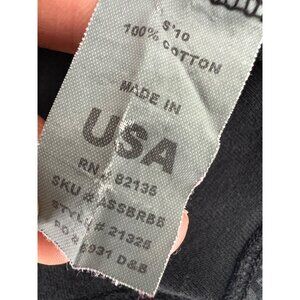 S'10
100% COTTON
MADE IN
USA
RN # 82135
SKU # ASSBRBB
STYLE # 21325
PO # 8931 D&B